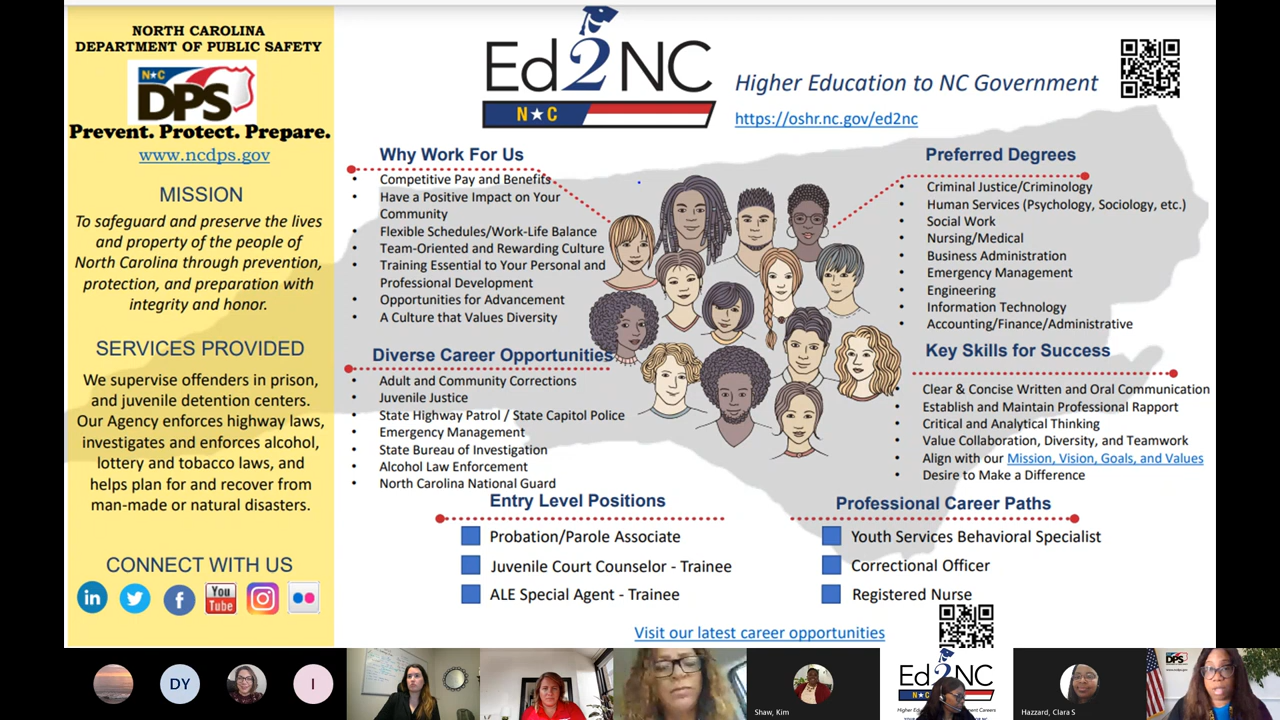 NORTH CAROLINA
DEPARTMENT OF PUBLIC SAFETY
N★C
DPS
Prevent. Protect. Prepare.
www.ncdps.gov
MISSION
To safeguard and preserve the lives
and property of the people of
North Carolina through prevention,
protection, and preparation with
integrity and honor.
SERVICES PROVIDED
We supervise offenders in prison,
and juvenile detention centers.
Our Agency enforces highway laws,
investigates and enforces alcohol,
lottery and tobacco laws, and
helps plan for and recover from
man-made or natural disasters.
CONNECT WITH US
in
f
You
Tube
Ed2NC
N★C
Higher Education to NC Government
https://oshr.nc.gov/ed2nc
Why Work For Us
• Competitive Pay and Benefits
• Have a Positive Impact on Your
Community
• Flexible Schedules/Work-Life Balance
• Team-Oriented and Rewarding Culture
• Training Essential to Your Personal and
Professional Development
• Opportunities for Advancement
• A Culture that Values Diversity
Diverse Career Opportunities
• Adult and Community Corrections
• Juvenile Justice
• State Highway Patrol / State Capitol Police
• Emergency Management
• State Bureau of Investigation
• Alcohol Law Enforcement
• North Carolina National Guard
Preferred Degrees
• Criminal Justice/Criminology
• Human Services (Psychology, Sociology, etc.)
• Social Work
• Nursing/Medical
• Business Administration
• Emergency Management
• Engineering
• Information Technology
• Accounting/Finance/Administrative
Key Skills for Success
• Clear & Concise Written and Oral Communication
• Establish and Maintain Professional Rapport
• Critical and Analytical Thinking
• Value Collaboration, Diversity, and Teamwork
• Align with our Mission, Vision, Goals, and Values
• Desire to Make a Difference
Entry Level Positions
Probation/Parole Associate
Juvenile Court Counselor - Trainee
ALE Special Agent - Trainee
Professional Career Paths
Youth Services Behavioral Specialist
Correctional Officer
Registered Nurse
Visit our latest career opportunities
DY
I
Shaw, Kim
Ed2NC
N★C
Hazzard, Clara S
DPS